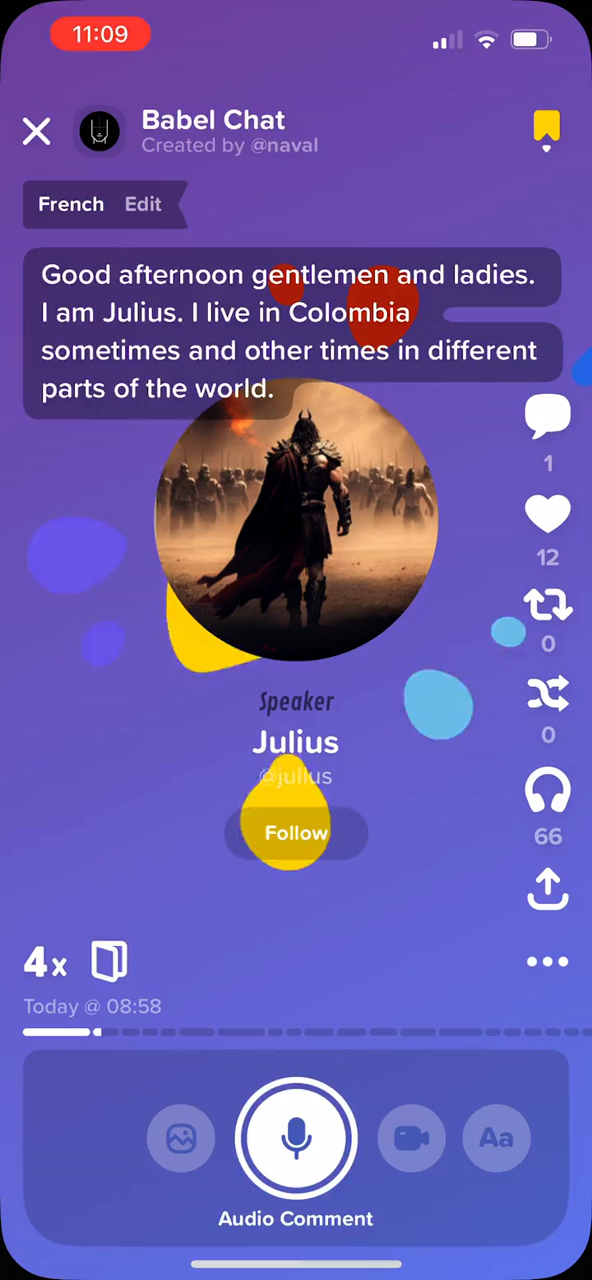 11:09
Babel Chat
Created by @naval
French Edit
Good afternoon gentlemen and ladies.
I am Julius. I live in Colombia
sometimes and other times in different
parts of the world.
1
12
0
0
66
Speaker
Julius
@julius
Follow
4x
Today @ 08:58
Aa
Audio Comment